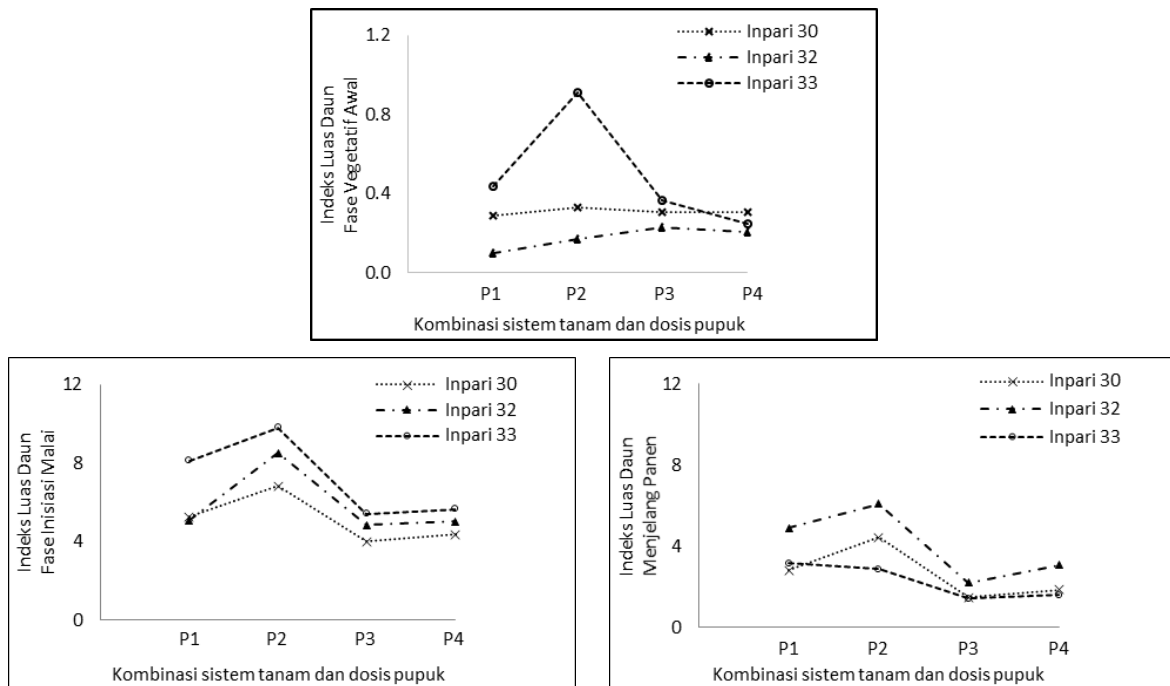 1.2
0.8
0.4
0.0
Indeks Luas Daun
Fase Vegetatif Awal
Inpari 30
Inpari 32
Inpari 33
P1 P2 P3 P4
Kombinasi sistem tanam dan dosis pupuk
12
8
4
0
Indeks Luas Daun
Fase Inisiasi Malai
Inpari 30
Inpari 32
Inpari 33
P1 P2 P3 P4
Kombinasi sistem tanam dan dosis pupuk
12
8
4
0
Indeks Luas Daun
Menjelang Panen
Inpari 30
Inpari 32
Inpari 33
P1 P2 P3 P4
Kombinasi sistem tanam dan dosis pupuk